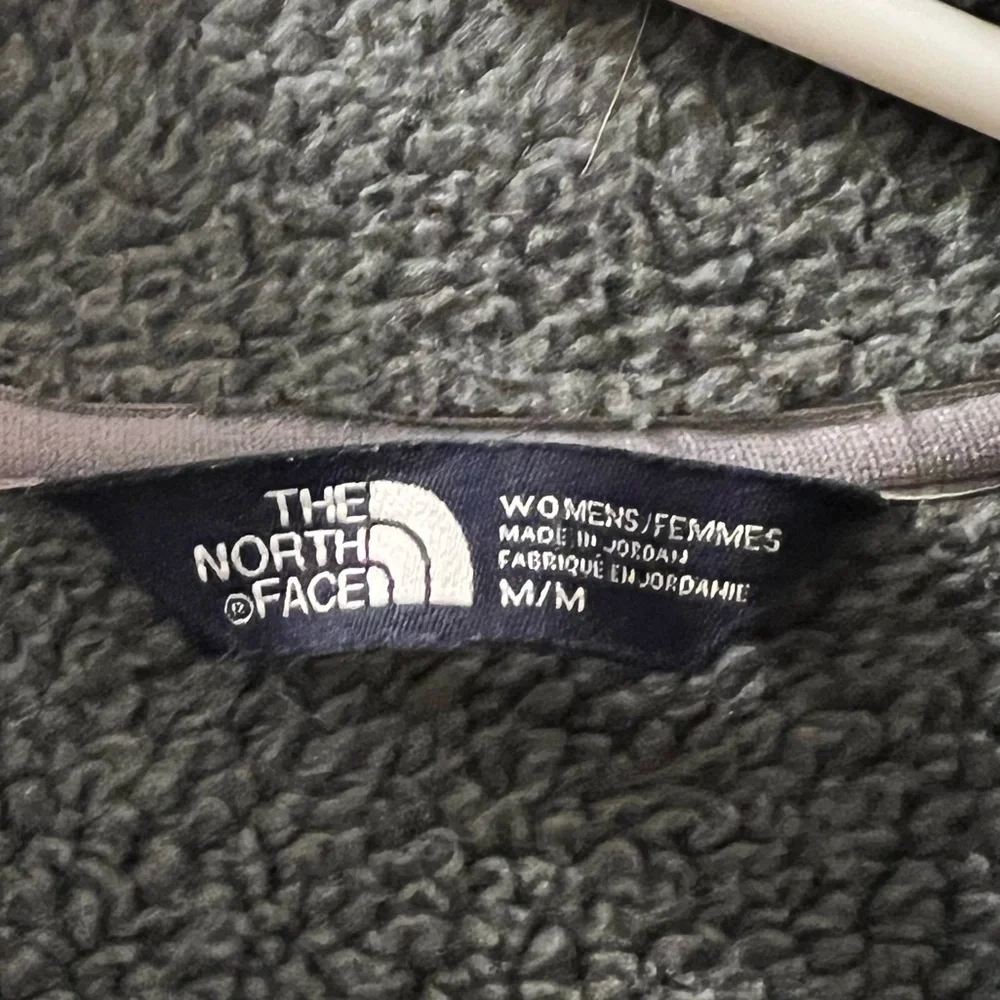 THE
NORTH
®FACE
WOMENS/FEMMES
MADE IN JORDAN
FABRIQUÉ EN JORDANIE
M/M